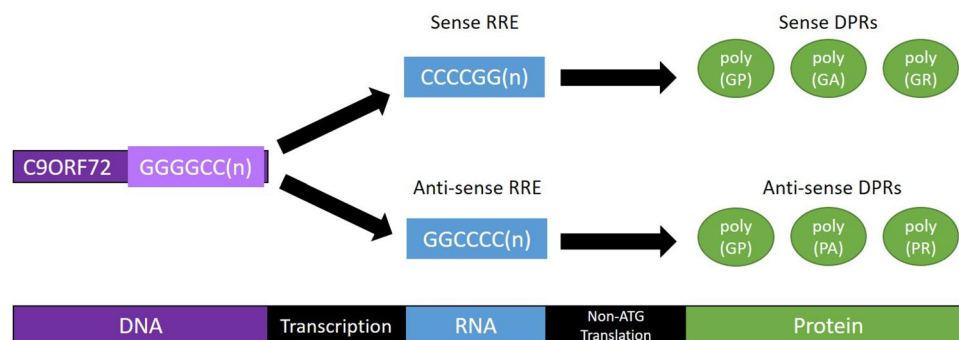 Sense RRE
Sense DPRs
CCCCGG(n)
poly
(GP)
poly
(GA)
poly
(GR)
C9ORF72
GGGGCC(n)
Anti-sense RRE
Anti-sense DPRs
GGCCCC(n)
poly
(GP)
poly
(PA)
poly
(PR)
DNA
Transcription
RNA
Non-ATG
Translation
Protein